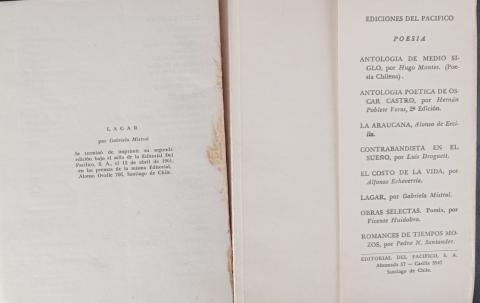 LAGAR
por Gabriela Mistral
Se terminó de imprimir su segunda
edición bajo el sello de la Editorial Del
Pacífico, S. A., el 12 de abril de 1961,
en las prensas de la misma Editorial,
Alonso Ovalle 766, Santiago de Chile.
EDICIONES DEL PACIFICO
POESIA
ANTOLOGIA DE MEDIO SI-
GLO, por Hugo Montes. (Poe-
sía Chilena).
ANTOLOGIA POETICA DE OS-
CAR CASTRO, por Hernán
Poblete Varas, 2ª Edición.
LA ARAUCANA, Alonso de Erci-
lla.
CONTRABANDISTA EN EL
SUEÑO, por Luis Droguett.
EL COSTO DE LA VIDA, por
Alfonso Echeverría.
LAGAR, por Gabriela Mistral.
OBRAS SELECTAS. Poesía, por
Vicente Huidobro.
ROMANCES DE TIEMPOS MO-
ZOS, por Pedro N. Santander.
EDITORIAL DEL PACIFICO, S. A.
Alameda 57 — Casilla 3547
Santiago de Chile.